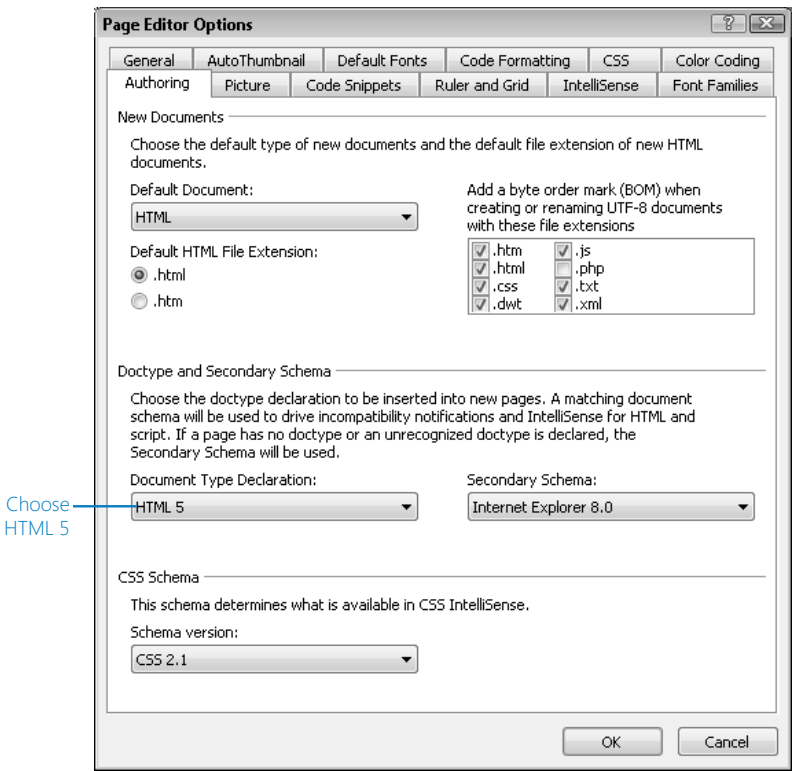 Page Editor Options
General AutoThumbnail Default Fonts Code Formatting CSS Color Coding
Authoring Picture Code Snippets Ruler and Grid IntelliSense Font Families
New Documents
Choose the default type of new documents and the default file extension of new HTML
documents.
Default Document:
HTML
Default HTML File Extension:
.html
.htm
Add a byte order mark (BOM) when
creating or renaming UTF-8 documents
with these file extensions
.htm .js
.html .php
.css .txt
.dwt .xml
Doctype and Secondary Schema
Choose the doctype declaration to be inserted into new pages. A matching document
schema will be used to drive incompatibility notifications and IntelliSense for HTML and
script. If a page has no doctype or an unrecognized doctype is declared, the
Secondary Schema will be used.
Document Type Declaration:
HTML 5
Secondary Schema:
Internet Explorer 8.0
Choose
HTML 5
CSS Schema
This schema determines what is available in CSS IntelliSense.
Schema version:
CSS 2.1
OK Cancel